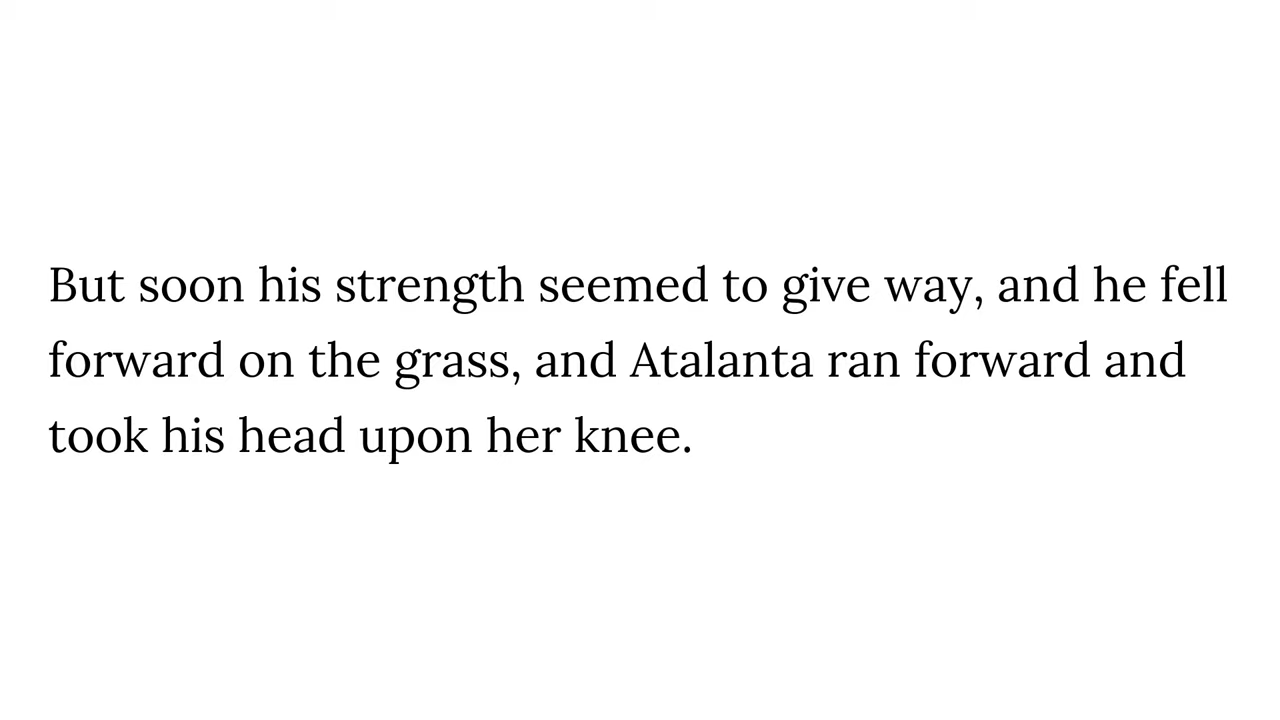 But soon his strength seemed to give way, and he fell
forward on the grass, and Atalanta ran forward and
took his head upon her knee.